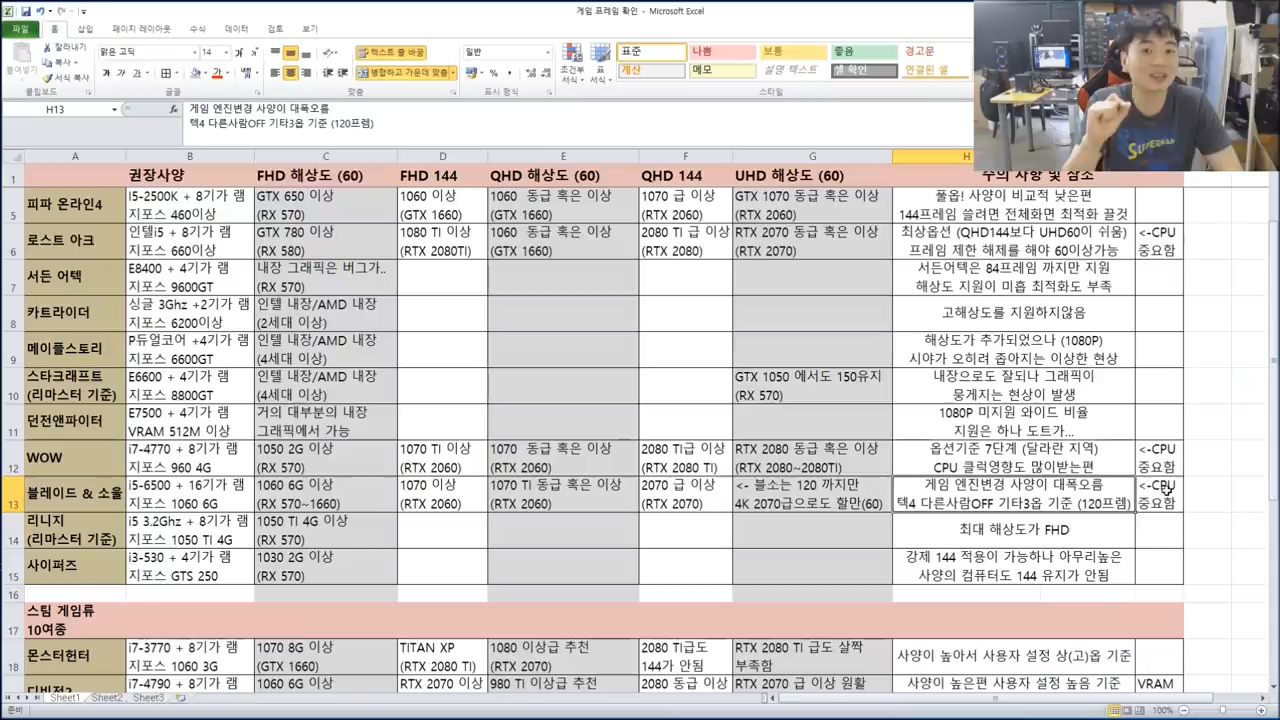 게임 프레임 확인 - Microsoft Excel
파일 홈 삽입 페이지 레이아웃 수식 데이터 검토 보기
잘라내기
복사
서식 복사
붙여넣기
클립보드
맑은 고딕 14
가 가 가
글꼴
텍스트 줄 바꿈
병합하고 가운데 맞춤
맞춤
일반
표시 형식
조건부 서식
표 서식
표준 나쁨 보통 좋음 경고문
계산 메모 설명 텍스트 셀 확인 연결된 셀
스타일
H13
fx
게임 엔진변경 사양이 대폭오름
텍4 다른사람OFF 기타3옵 기준 (120프렘)
SUPERMAN
A B C D E F G H
1 권장사양 FHD 해상도 (60) FHD 144 QHD 해상도 (60) QHD 144 UHD 해상도 (60) 주의 사항 및 참조
5 피파 온라인4
i5-2500K + 8기가 램 GTX 650 이상 1060 이상 1060 동급 혹은 이상 1070 급 이상 GTX 1070 동급 혹은 이상 풀옵! 사양이 비교적 낮은편
지포스 460이상 (RX 570) (GTX 1660) (GTX 1660) (RTX 2060) (RTX 2060) 144프레임 쓸려면 전체화면 최적화 끌것
6 로스트 아크
인텔i5 + 8기가 램 GTX 780 이상 1080 TI 이상 1060 동급 혹은 이상 2080 TI 급 이상 RTX 2070 동급 혹은 이상 최상옵션 (QHD144보다 UHD60이 쉬움) <-CPU
지포스 660이상 (RX 580) (RTX 2080TI) (GTX 1660) (RTX 2080) (RTX 2070) 프레임 제한 해제를 해야 60이상가능 중요함
7 서든 어텍
E8400 + 4기가 램 내장 그래픽은 버그가.. 서든어텍은 84프레임 까지만 지원
지포스 9600GT (RX 570) 해상도 지원이 미흡 최적화도 부족
8 카트라이더
싱글 3Ghz +2기가 램 인텔 내장/AMD 내장 고해상도를 지원하지않음
지포스 6200이상 (2세대 이상)
9 메이플스토리
P듀얼코어 +4기가 램 인텔 내장/AMD 내장 해상도가 추가되었으나 (1080P)
지포스 6600GT (4세대 이상) 시야가 오히려 좁아지는 이상한 현상
10 스타크래프트 E6600 + 4기가 램 인텔 내장/AMD 내장 GTX 1050 에서도 150유지 내장으로도 잘되나 그래픽이
(리마스터 기준) 지포스 8800GT (4세대 이상) (RX 570) 뭉게지는 현상이 발생
11 던전앤파이터
E7500 + 4기가 램 거의 대부분의 내장 1080P 미지원 와이드 비율
VRAM 512M 이상 그래픽에서 가능 지원은 하나 도트가...
12 WOW
i7-4770 + 8기가 램 1050 2G 이상 1070 TI 이상 1070 동급 혹은 이상 2080 TI급 이상 RTX 2080 동급 혹은 이상 옵션기준 7단계 (달라란 지역) <-CPU
지포스 960 4G (RX 570) (RTX 2060) (RTX 2060) (RTX 2080 TI) (RTX 2080~2080TI) CPU 클럭영향도 많이받는편 중요함
13 블레이드 & 소울
i5-6500 + 16기가 램 1060 6G 이상 1070 이상 1070 TI 동급 혹은 이상 2070 급 이상 <- 블소는 120 까지만 게임 엔진변경 사양이 대폭오름 <-CPU
지포스 1060 6G (RX 570~1660) (RTX 2060) (RTX 2060) (RTX 2070) 4K 2070급으로도 할만(60) 텍4 다른사람OFF 기타3옵 기준 (120프렘) 중요함
14 리니지 i5 3.2Ghz + 8기가 램 1050 TI 4G 이상 최대 해상도가 FHD
(리마스터 기준) 지포스 1050 TI 4G (RX 570)
15 사이퍼즈
i3-530 + 4기가 램 1030 2G 이상 강제 144 적용이 가능하나 아무리높은
지포스 GTS 250 (RX 570) 사양의 컴퓨터도 144 유지가 안됨
16
17 스팀 게임류
10여종
18 몬스터헌터
i7-3770 + 8기가 램 1070 8G 이상 TITAN XP 1080 이상급 추천 2080 TI급도 RTX 2080 TI 급도 살짝 사양이 높아서 사용자 설정 상(고)옵 기준
지포스 1060 3G (GTX 1660) (RTX 2080 TI) (RTX 2070) 144가 안됨 부족함
디비전2 i7-4790 + 8기가 램 1060 6G 이상 RTX 2070 이상 980 TI 이상급 추천 2080 동급 이상 RTX 2070 급 이상 원활 사양이 높은편 사용자 설정 높음 기준 VRAM
Sheet1 Sheet2 Sheet3
준비
100%